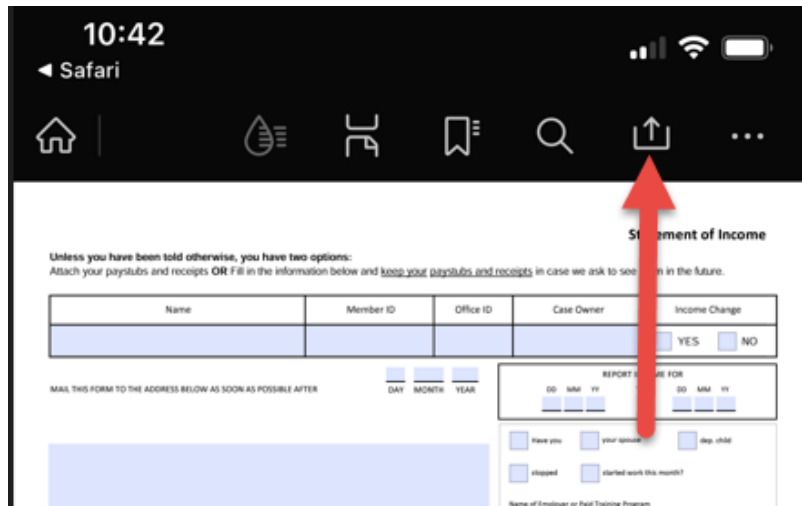 10:42
◀ Safari
Statement of Income
Unless you have been told otherwise, you have two options:
Attach your paystubs and receipts OR Fill in the information below and keep your paystubs and receipts in case we ask to see in the future.
Name Member ID Office ID Case Owner Income Change
YES NO
MAIL THIS FORM TO THE ADDRESS BELOW AS SOON AS POSSIBLE AFTER
DAY MONTH YEAR
REPORT FOR
DD MM YY DD MM YY
Have you your spouse dep. child
stopped started work this month?
Name of Employer or Paid Training Program